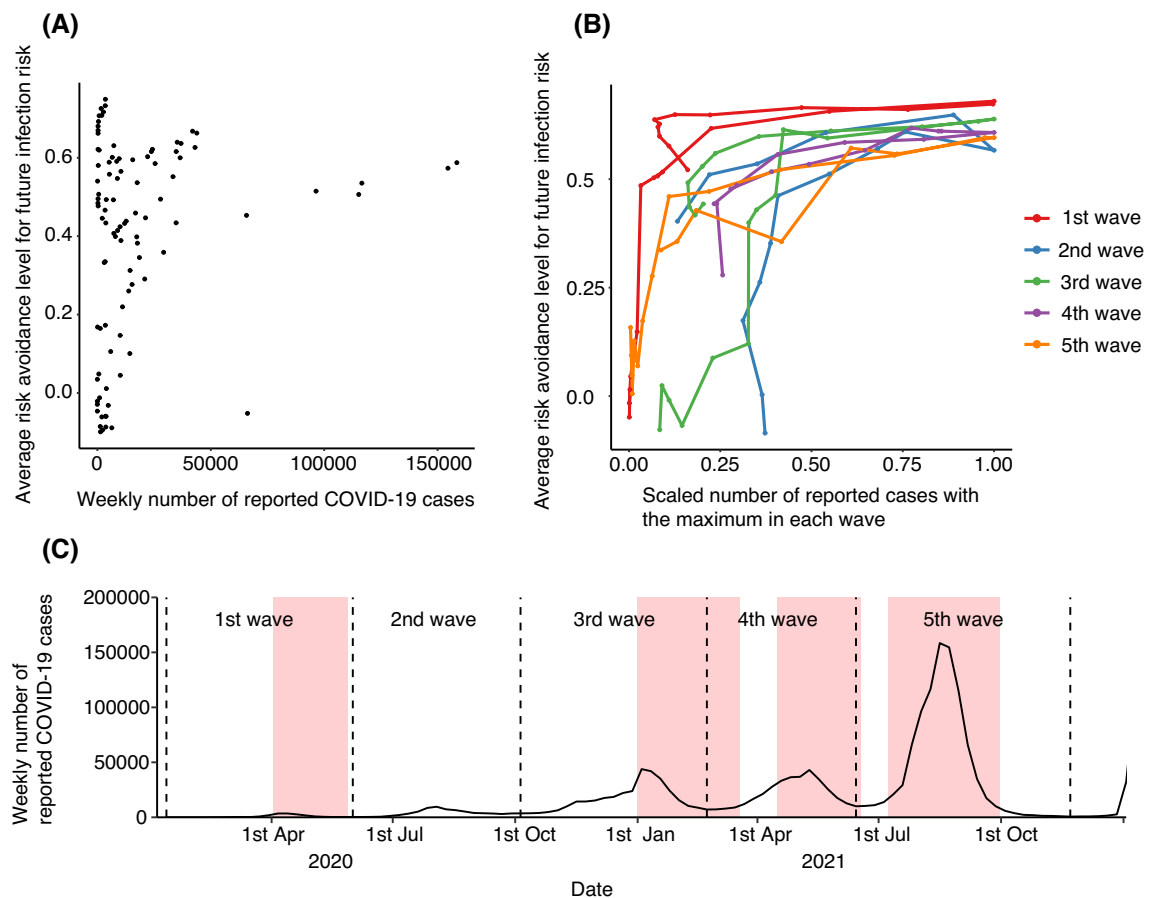 (A)
Average risk avoidance level for future infection risk
0.6
0.4
0.2
0.0
0
50000
100000
150000
Weekly number of reported COVID-19 cases
(B)
Average risk avoidance level for future infection risk
0.5
0.25
0.0
0.00
0.25
0.50
0.75
1.00
Scaled number of reported cases with
the maximum in each wave
1st wave
2nd wave
3rd wave
4th wave
5th wave
(C)
Weekly number of
reported COVID-19 cases
200000
150000
100000
50000
0
1st wave
2nd wave
3rd wave
4th wave
5th wave
1st Apr
1st Jul
1st Oct
1st Jan
1st Apr
1st Jul
1st Oct
2020
2021
Date